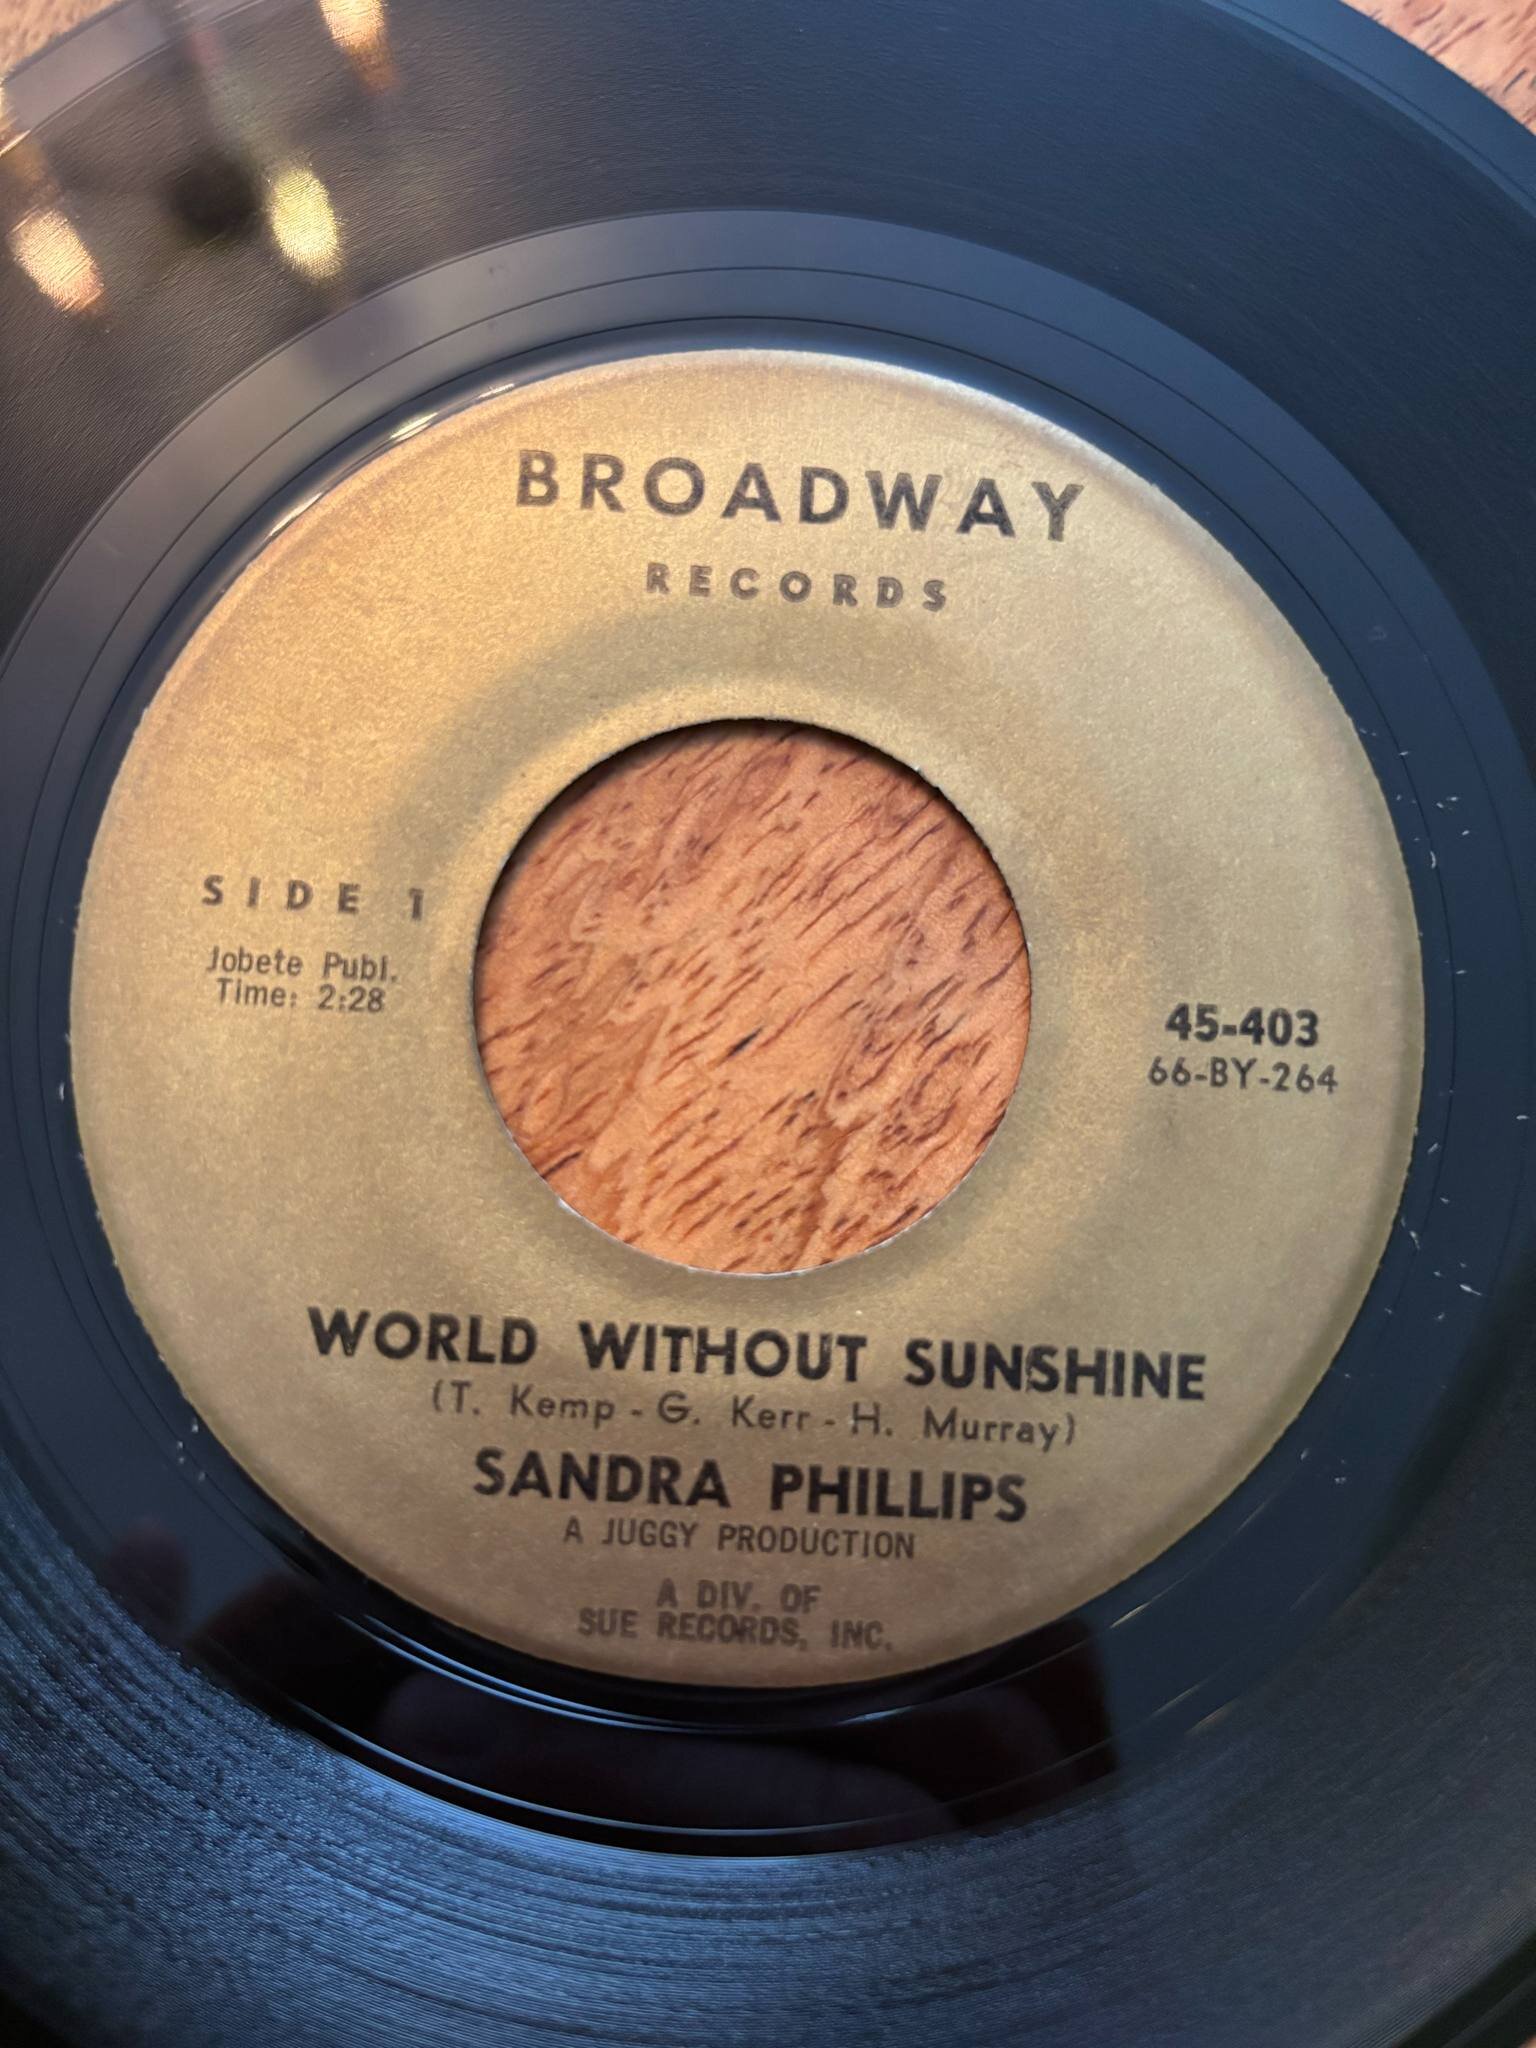 BROADWAY
RECORDS
SIDE 1
Jobete Publ.
Time: 2:28
45-403
66-BY-264
WORLD WITHOUT SUNSHINE
(T. Kemp - G. Kerr - H. Murray)
SANDRA PHILLIPS
A JUGGY PRODUCTION
A DIV. OF
SUE RECORDS, INC.